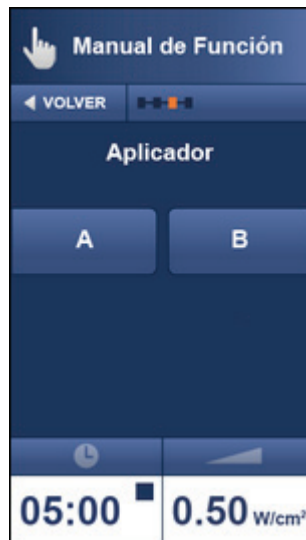 Manual de Función
VOLVER
Aplicador
A B
05:00 0.50 W/cm²